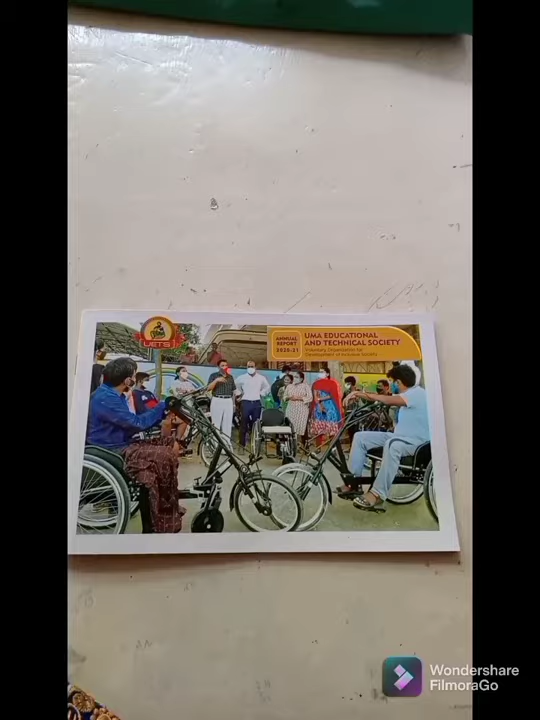 UETS
ANNUAL
REPORT
2020-21
UMA EDUCATIONAL
AND TECHNICAL SOCIETY
Voluntary Organization for
Development of Inclusive Society
Wondershare
FilmoraGo